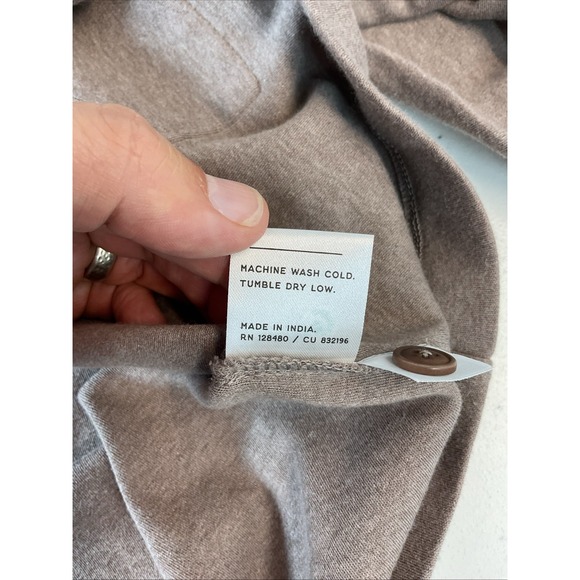 MACHINE WASH COLD.
TUMBLE DRY LOW.
MADE IN INDIA.
RN 128480 / CU 832196